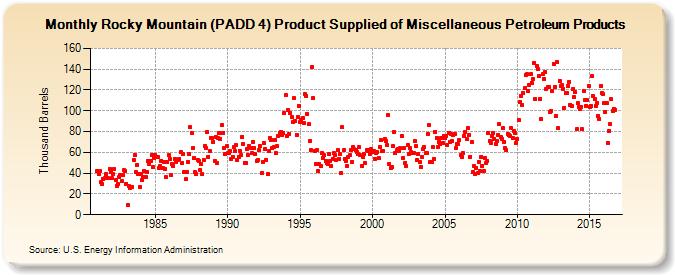 Monthly Rocky Mountain (PADD 4) Product Supplied of Miscellaneous Petroleum Products
Thousand Barrels
160
140
120
100
80
60
40
20
0
1985 1990 1995 2000 2005 2010 2015
Source: U.S. Energy Information Administration